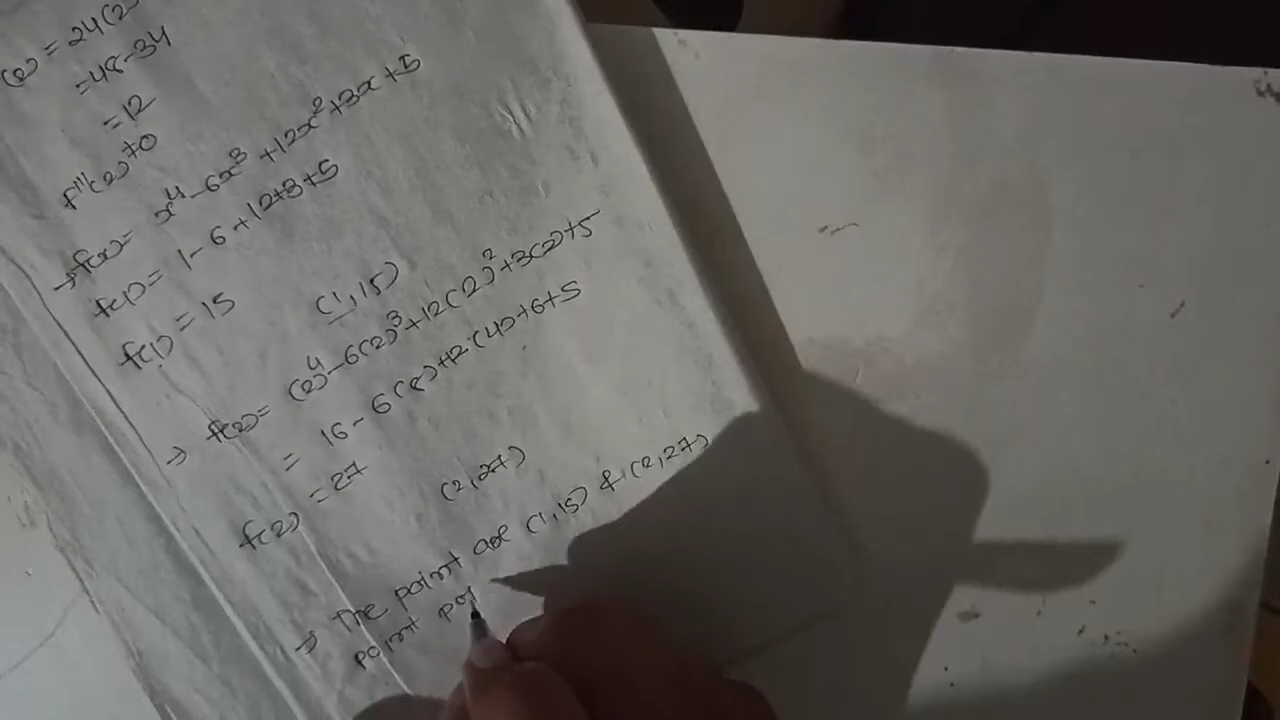 (2) = 24(2)
= 48-34
= 12
f'''(2) ≠ 0
→ f(x) = x⁴ - 6x³ + 12x² + 3x + 5
f(1) = 1 - 6 + 12 + 3 + 5
f(1) = 15 (1,15)
→ f(2) = (2)⁴ - 6(2)³ + 12(2)² + 3(2) + 5
= 16 - 6(8) + 12(4) + 6 + 5
f(2) = 27 (2,27)
→ The point are (1,15) & (2,27)
point poi